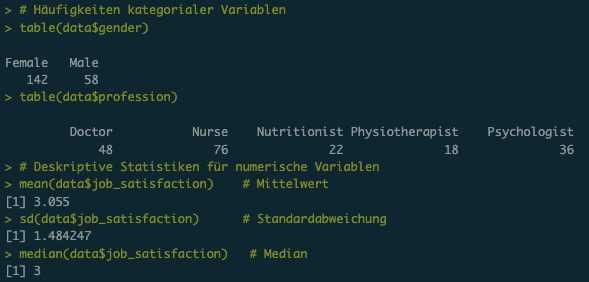 > # Häufigkeiten kategorialer Variablen
> table(data$gender)
Female   Male
   142     58
> table(data$profession)
         Doctor           Nurse    Nutritionist Physiotherapist    Psychologist
             48              76              22              18              36
> # Deskriptive Statistiken für numerische Variablen
> mean(data$job_satisfaction)    # Mittelwert
[1] 3.055
> sd(data$job_satisfaction)      # Standardabweichung
[1] 1.484247
> median(data$job_satisfaction)   # Median
[1] 3